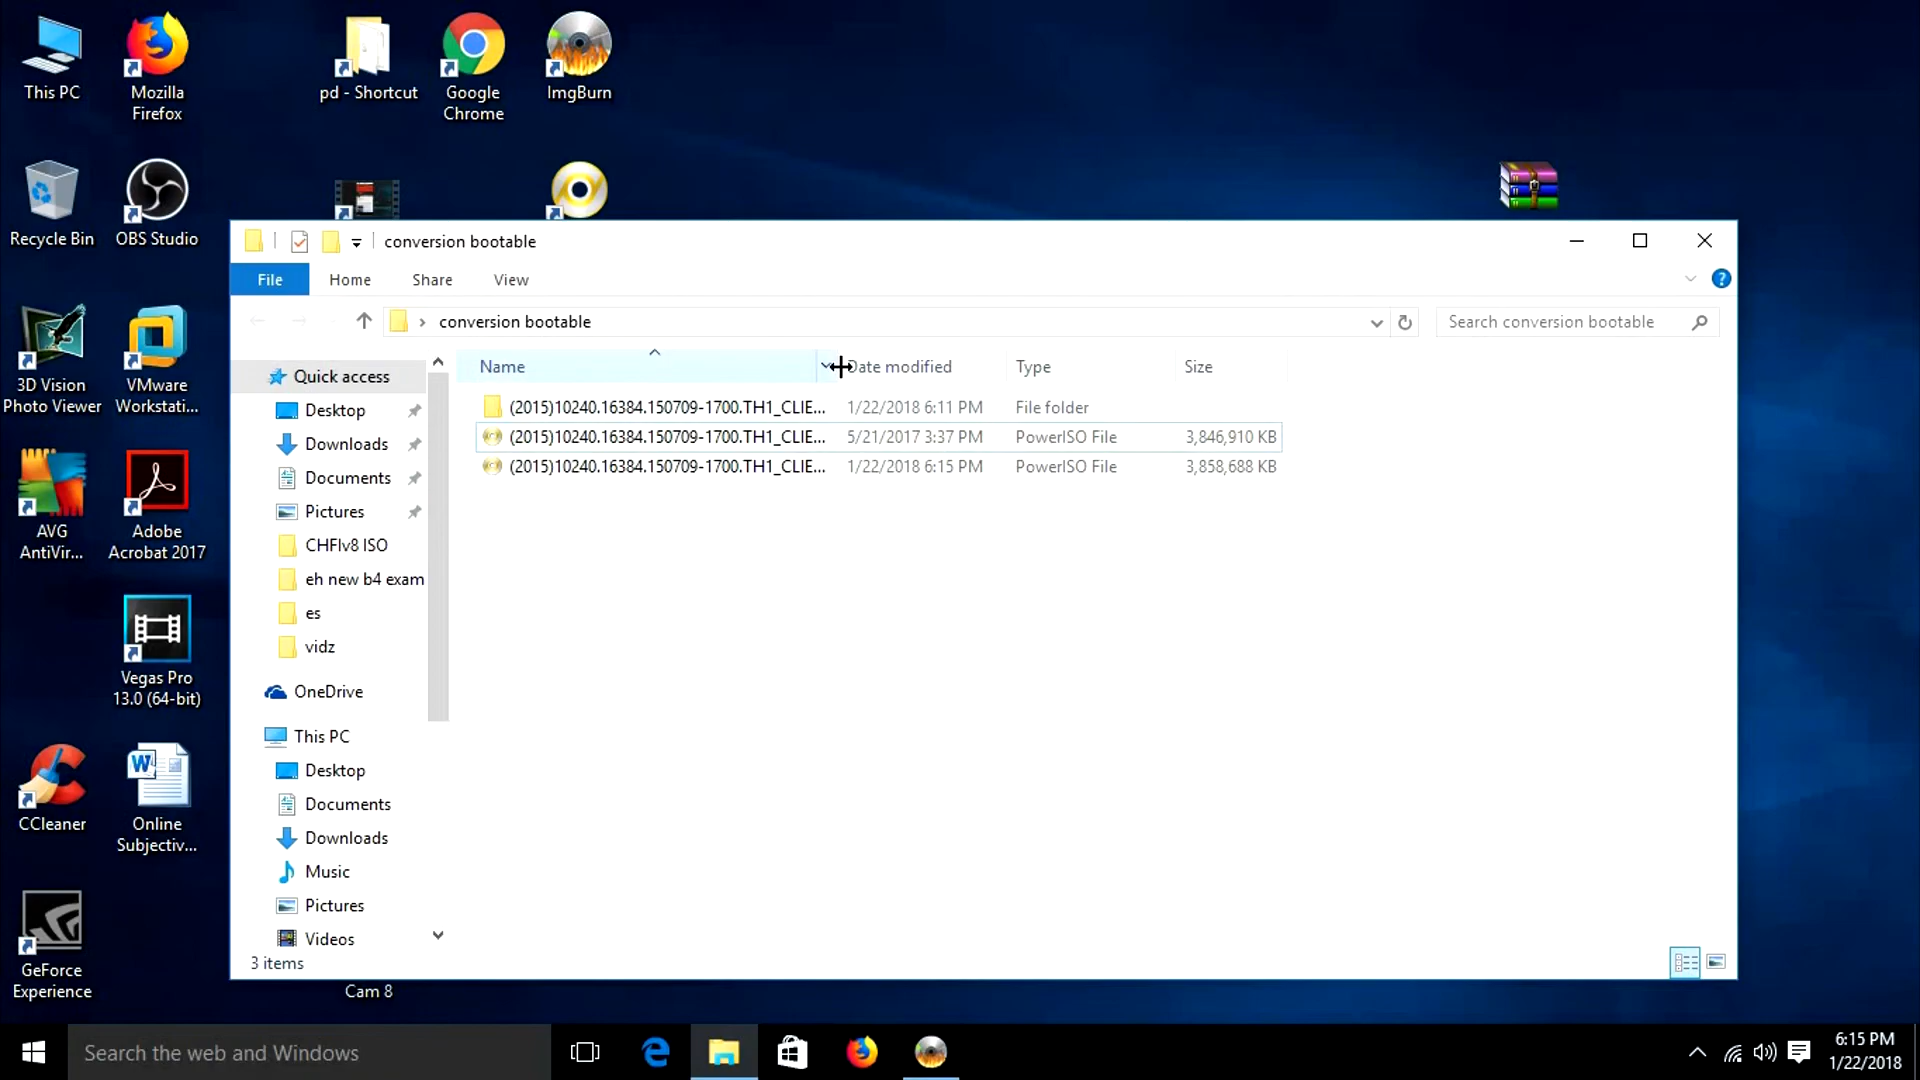 This PC
Mozilla
Firefox
pd - Shortcut
Google
Chrome
ImgBurn
Recycle Bin
OBS Studio
3D Vision
Photo Viewer
VMware
Workstati...
AVG
AntiVir...
Adobe
Acrobat 2017
Vegas Pro
13.0 (64-bit)
CCleaner
Online
Subjectiv...
GeForce
Experience
Cam 8
conversion bootable
File
Home
Share
View
conversion bootable
Search conversion bootable
Name
Date modified
Type
Size
(2015)10240.16384.150709-1700.TH1_CLIE... 1/22/2018 6:11 PM File folder
(2015)10240.16384.150709-1700.TH1_CLIE... 5/21/2017 3:37 PM PowerISO File 3,846,910 KB
(2015)10240.16384.150709-1700.TH1_CLIE... 1/22/2018 6:15 PM PowerISO File 3,858,688 KB
Quick access
Desktop
Downloads
Documents
Pictures
CHFIv8 ISO
eh new b4 exam
es
vidz
OneDrive
This PC
Desktop
Documents
Downloads
Music
Pictures
Videos
3 items
Search the web and Windows
6:15 PM
1/22/2018